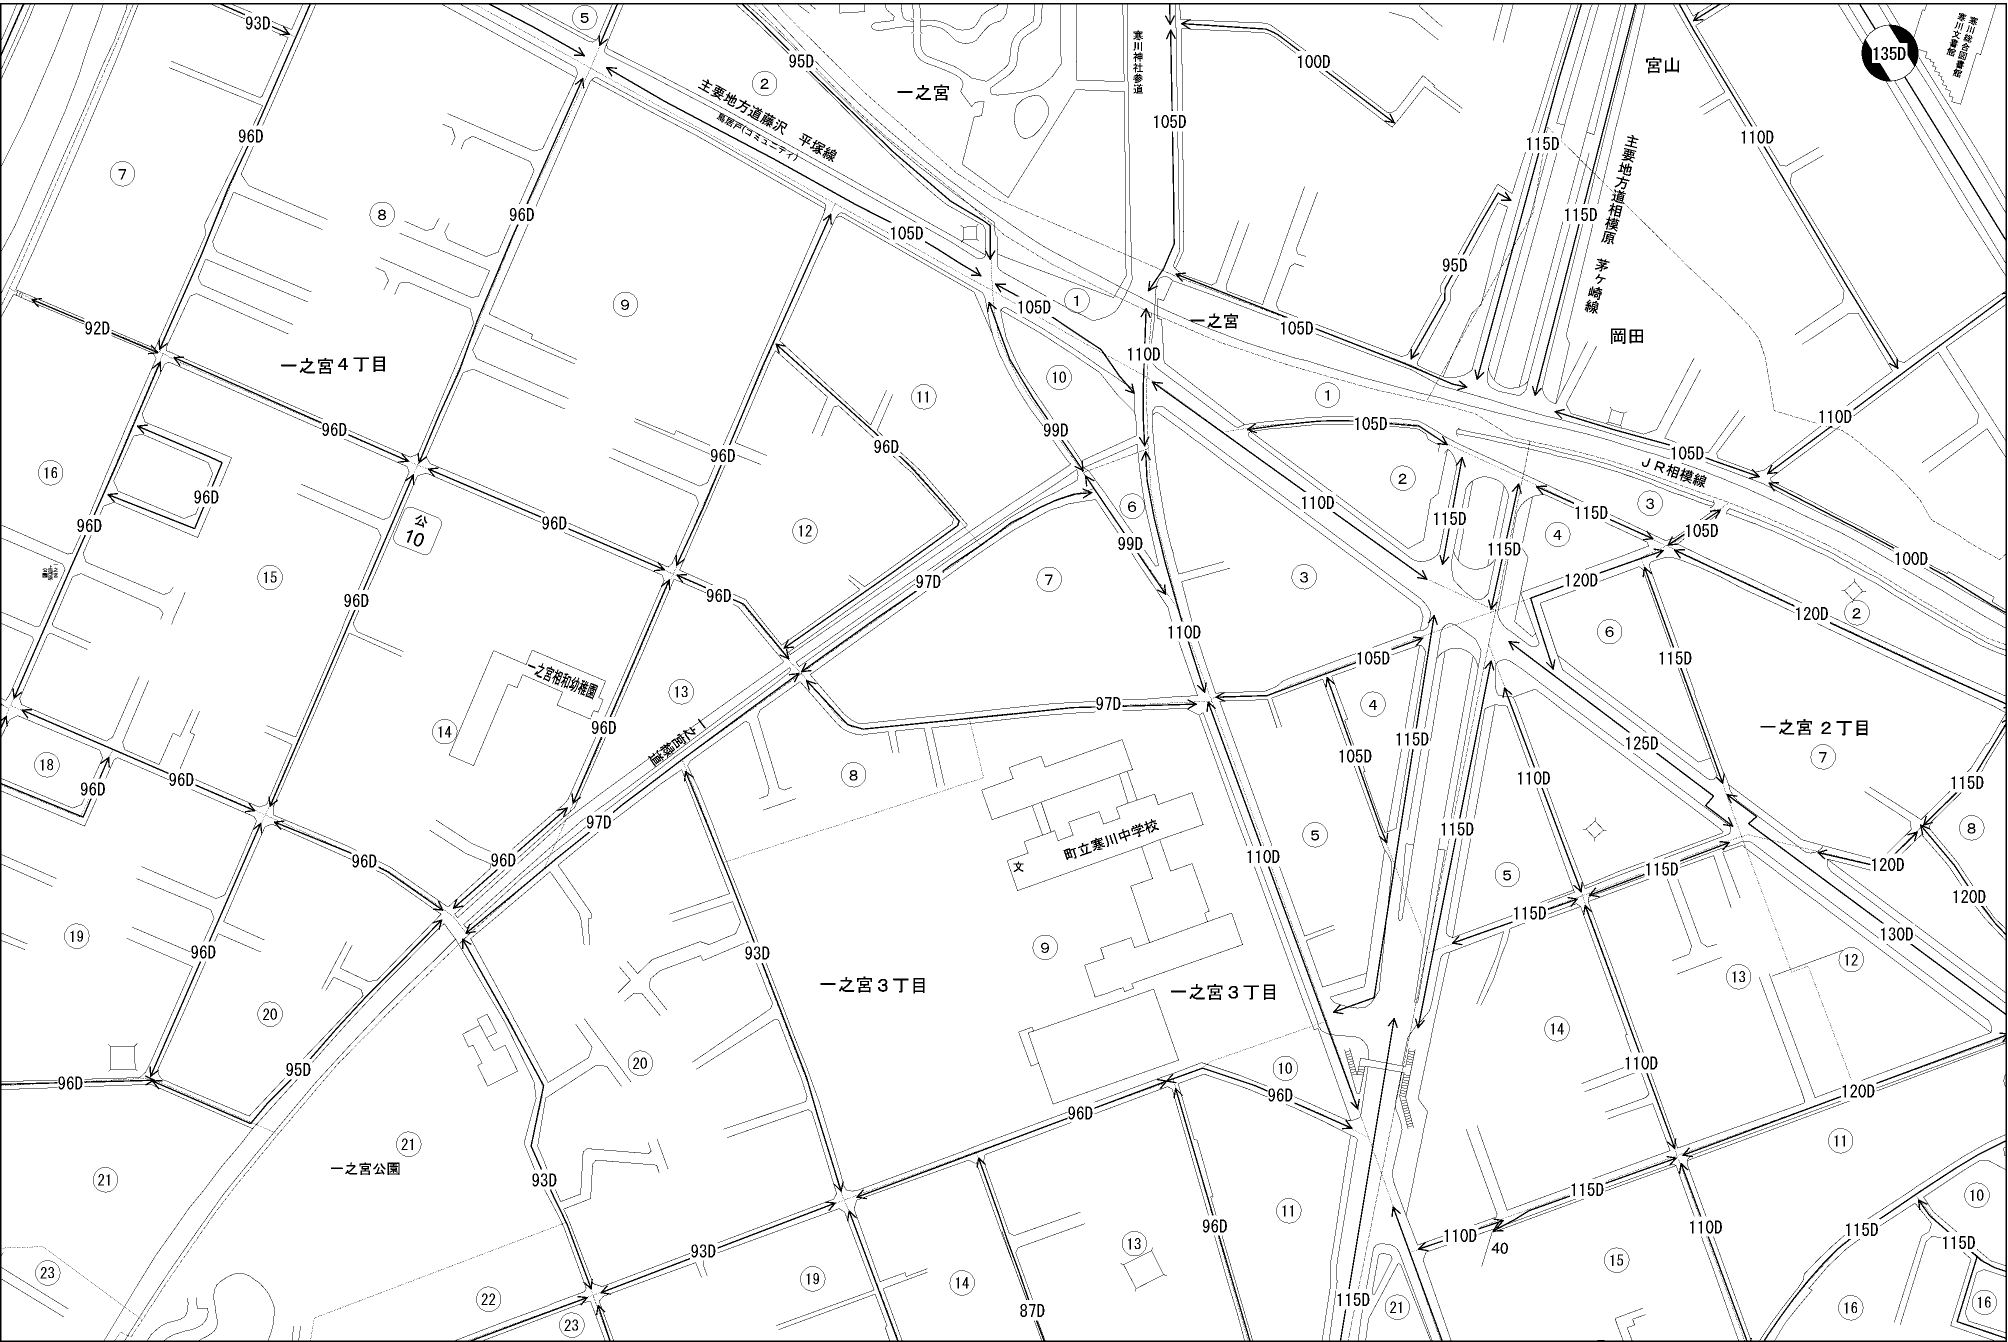 93D
5
95D
2
主要地方道藤沢　平塚線
鳥居戸(コミュニティ)
一之宮
寒川神社参道
100D
宮山
135D
寒川総合図書館
寒川文書館
7
96D
8
96D
105D
105D
115D
115D
主要地方道相模原　茅ヶ崎線
110D
95D
9
1
105D
一之宮
105D
岡田
92D
一之宮４丁目
110D
10
11
1
96D
99D
96D
96D
105D
110D
105D
JR相模線
16
96D
96D
96D
公
10
12
6
2
110D
115D
3
115D
105D
4
115D
100D
99D
97D
7
3
15
96D
96D
120D
120D
2
6
110D
105D
115D
一之宮相和幼稚園
13
96D
14
一之宮線
97D
4
115D
125D
一之宮２丁目
7
18
96D
96D
97D
8
105D
110D
115D
町立寒川中学校
文
5
115D
8
96D
96D
110D
5
115D
120D
120D
115D
19
96D
93D
9
一之宮３丁目
一之宮３丁目
130D
12
13
14
20
95D
20
10
96D
96D
96D
110D
120D
21
一之宮公園
21
93D
11
115D
10
110D
110D
40
115D
115D
96D
13
11
15
93D
23
22
23
19
14
87D
115D
21
16
16